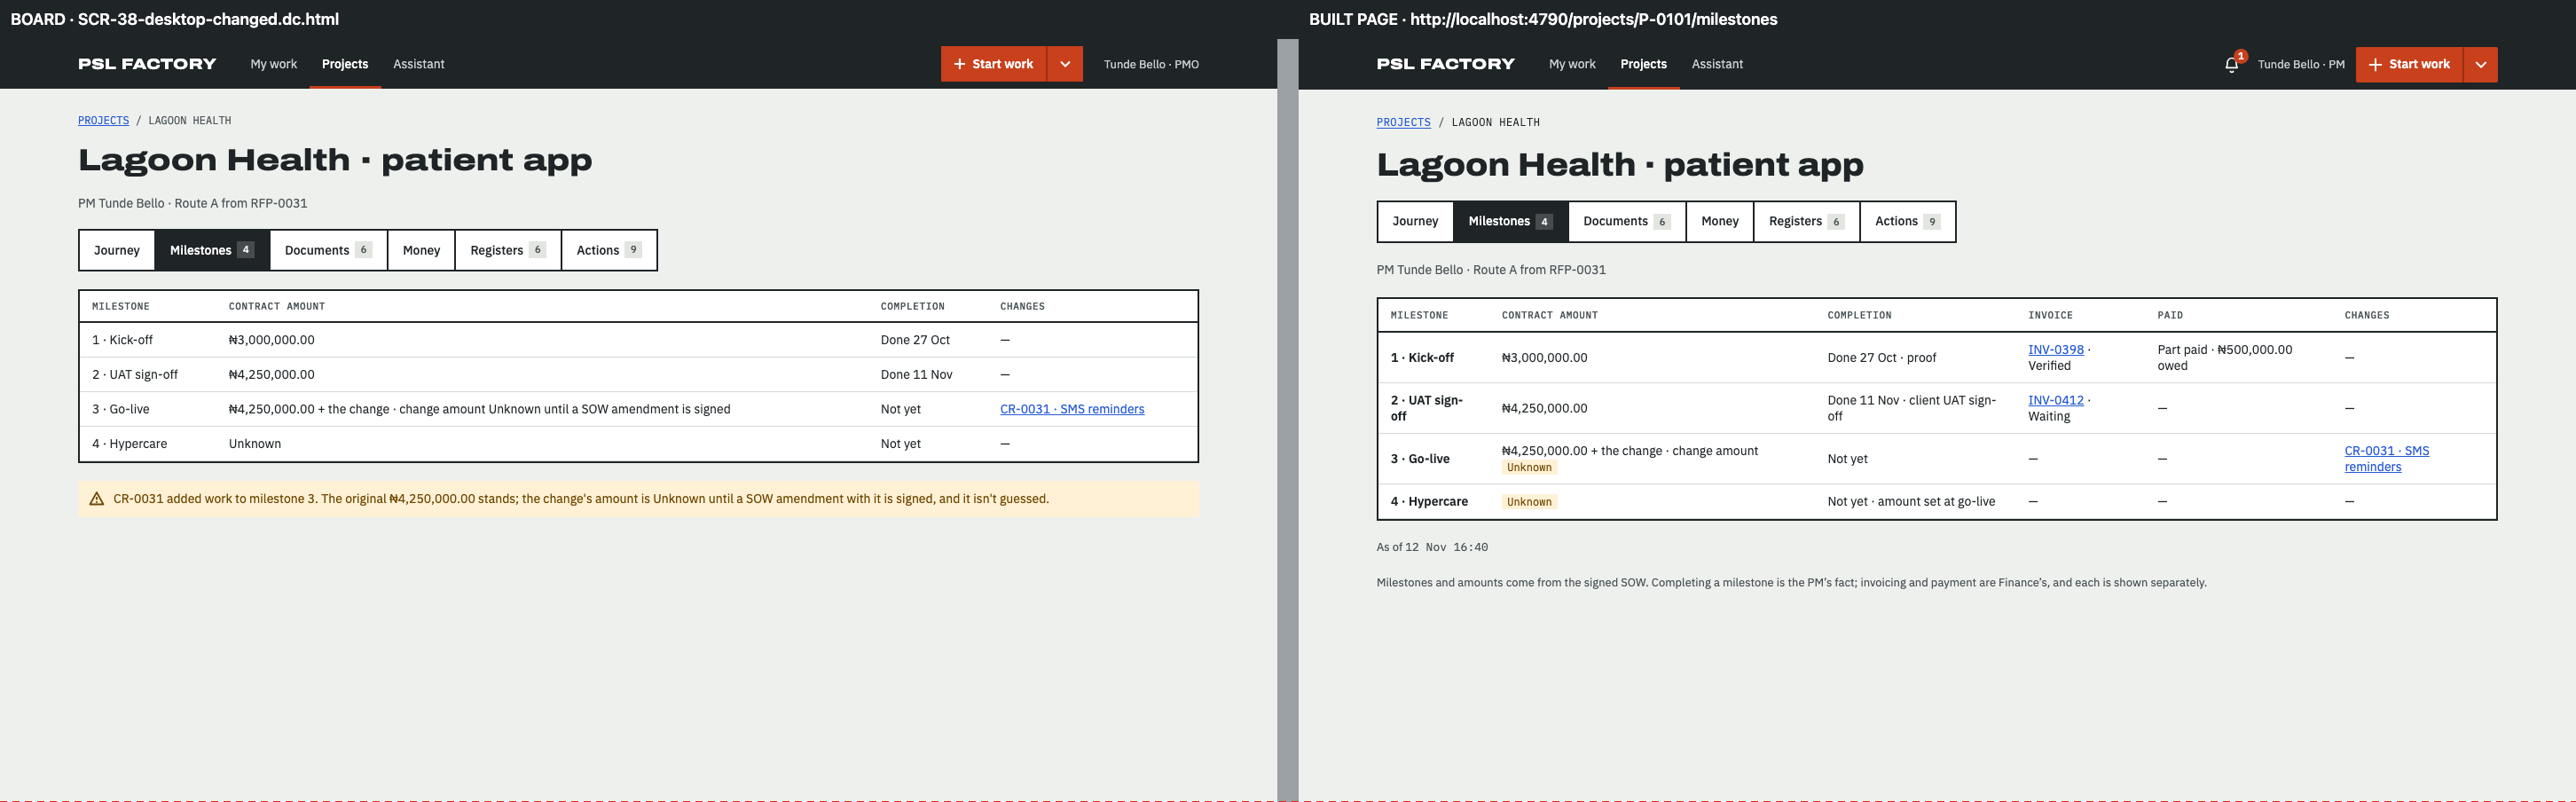 BOARD · SCR-38-desktop-changed.dc.html
PSL FACTORY My work Projects Assistant + Start work Tunde Bello · PMO
PROJECTS / LAGOON HEALTH
Lagoon Health · patient app
PM Tunde Bello · Route A from RFP-0031
Journey Milestones 4 Documents 6 Money Registers 6 Actions 9
MILESTONE CONTRACT AMOUNT COMPLETION CHANGES
1 · Kick-off ₦3,000,000.00 Done 27 Oct —
2 · UAT sign-off ₦4,250,000.00 Done 11 Nov —
3 · Go-live ₦4,250,000.00 + the change · change amount Unknown until a SOW amendment is signed Not yet CR-0031 · SMS reminders
4 · Hypercare Unknown Not yet —
CR-0031 added work to milestone 3. The original ₦4,250,000.00 stands; the change's amount is Unknown until a SOW amendment with it is signed, and it isn't guessed.
BUILT PAGE · http://localhost:4790/projects/P-0101/milestones
PSL FACTORY My work Projects Assistant 1 Tunde Bello · PM + Start work
PROJECTS / LAGOON HEALTH
Lagoon Health · patient app
Journey Milestones 4 Documents 6 Money Registers 6 Actions 9
PM Tunde Bello · Route A from RFP-0031
MILESTONE CONTRACT AMOUNT COMPLETION INVOICE PAID CHANGES
1 · Kick-off ₦3,000,000.00 Done 27 Oct · proof INV-0398 · Verified Part paid · ₦500,000.00 owed —
2 · UAT sign-off ₦4,250,000.00 Done 11 Nov · client UAT sign-off INV-0412 · Waiting — —
3 · Go-live ₦4,250,000.00 + the change · change amount Unknown Not yet — — CR-0031 · SMS reminders
4 · Hypercare Unknown Not yet · amount set at go-live — — —
As of 12 Nov 16:40
Milestones and amounts come from the signed SOW. Completing a milestone is the PM's fact; invoicing and payment are Finance's, and each is shown separately.